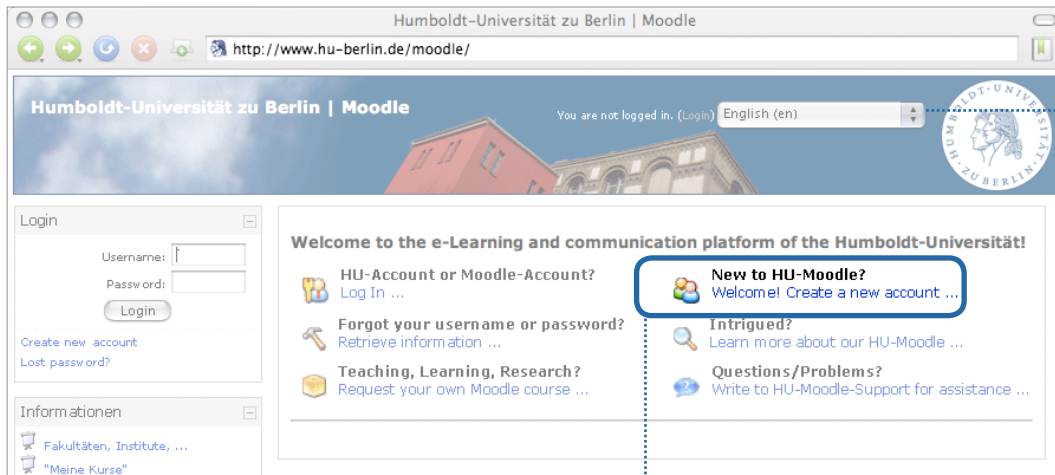 Humboldt-Universität zu Berlin | Moodle
http://www.hu-berlin.de/moodle/
Humboldt-Universität zu Berlin | Moodle
You are not logged in. (Login)
English (en)
HUMBOLDT-UNIVERSITÄT ZU BERLIN
Login
Username:
Password:
Login
Create new account
Lost password?
Informationen
Fakultäten, Institute, ...
"Meine Kurse"
Welcome to the e-Learning and communication platform of the Humboldt-Universität!
HU-Account or Moodle-Account?
Log In ...
New to HU-Moodle?
Welcome! Create a new account ...
Forgot your username or password?
Retrieve information ...
Intrigued?
Learn more about our HU-Moodle ...
Teaching, Learning, Research?
Request your own Moodle course ...
Questions/Problems?
Write to HU-Moodle-Support for assistance ...